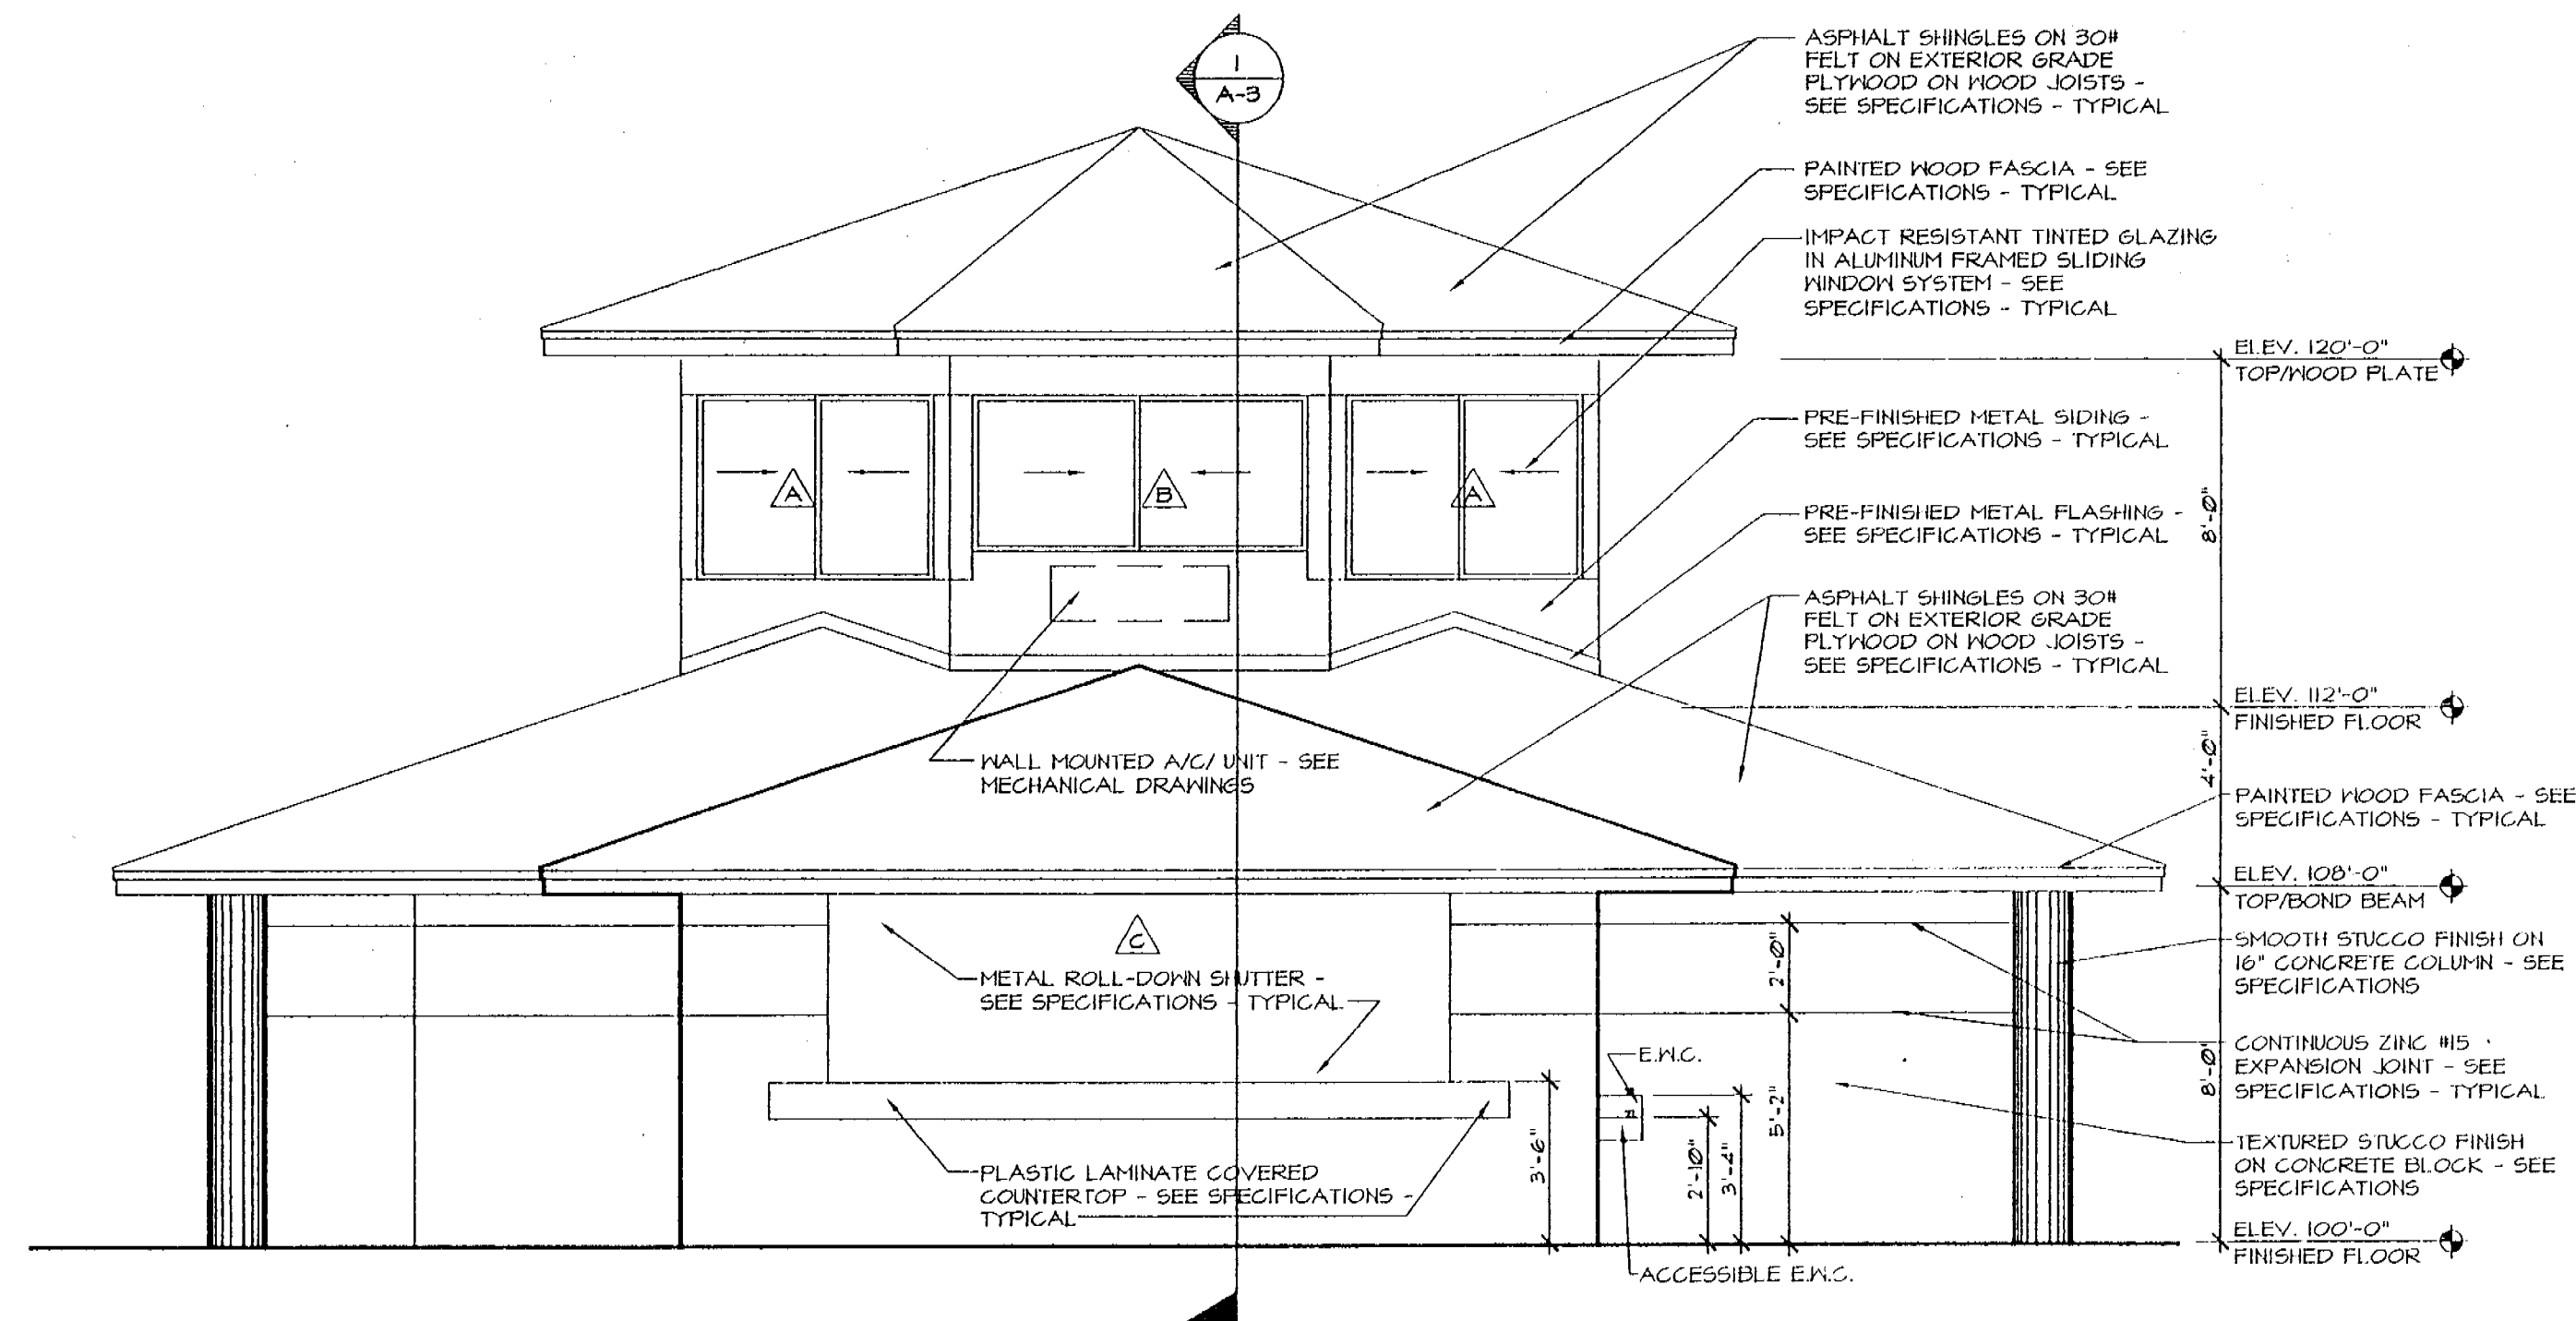 1
A-3
ASPHALT SHINGLES ON 30#
FELT ON EXTERIOR GRADE
PLYWOOD ON WOOD JOISTS -
SEE SPECIFICATIONS - TYPICAL
PAINTED WOOD FASCIA - SEE
SPECIFICATIONS - TYPICAL
IMPACT RESISTANT TINTED GLAZING
IN ALUMINUM FRAMED SLIDING
WINDOW SYSTEM - SEE
SPECIFICATIONS - TYPICAL
ELEV. 120'-0"
TOP/WOOD PLATE
PRE-FINISHED METAL SIDING -
SEE SPECIFICATIONS - TYPICAL
A
B
A
8'-0"
PRE-FINISHED METAL FLASHING -
SEE SPECIFICATIONS - TYPICAL
ASPHALT SHINGLES ON 30#
FELT ON EXTERIOR GRADE
PLYWOOD ON WOOD JOISTS -
SEE SPECIFICATIONS - TYPICAL
ELEV. 112'-0"
FINISHED FLOOR
WALL MOUNTED A/C/ UNIT - SEE
MECHANICAL DRAWINGS
4'-0"
PAINTED WOOD FASCIA - SEE
SPECIFICATIONS - TYPICAL
ELEV. 108'-0"
TOP/BOND BEAM
C
METAL ROLL-DOWN SHUTTER -
SEE SPECIFICATIONS - TYPICAL
2'-0"
SMOOTH STUCCO FINISH ON
16" CONCRETE COLUMN - SEE
SPECIFICATIONS
E.W.C.
CONTINUOUS ZINC #15
EXPANSION JOINT - SEE
SPECIFICATIONS - TYPICAL
8'-0"
5'-2"
3'-6"
2'-10"
3'-4"
PLASTIC LAMINATE COVERED
COUNTERTOP - SEE SPECIFICATIONS -
TYPICAL
TEXTURED STUCCO FINISH
ON CONCRETE BLOCK - SEE
SPECIFICATIONS
ELEV. 100'-0"
FINISHED FLOOR
ACCESSIBLE E.W.C.